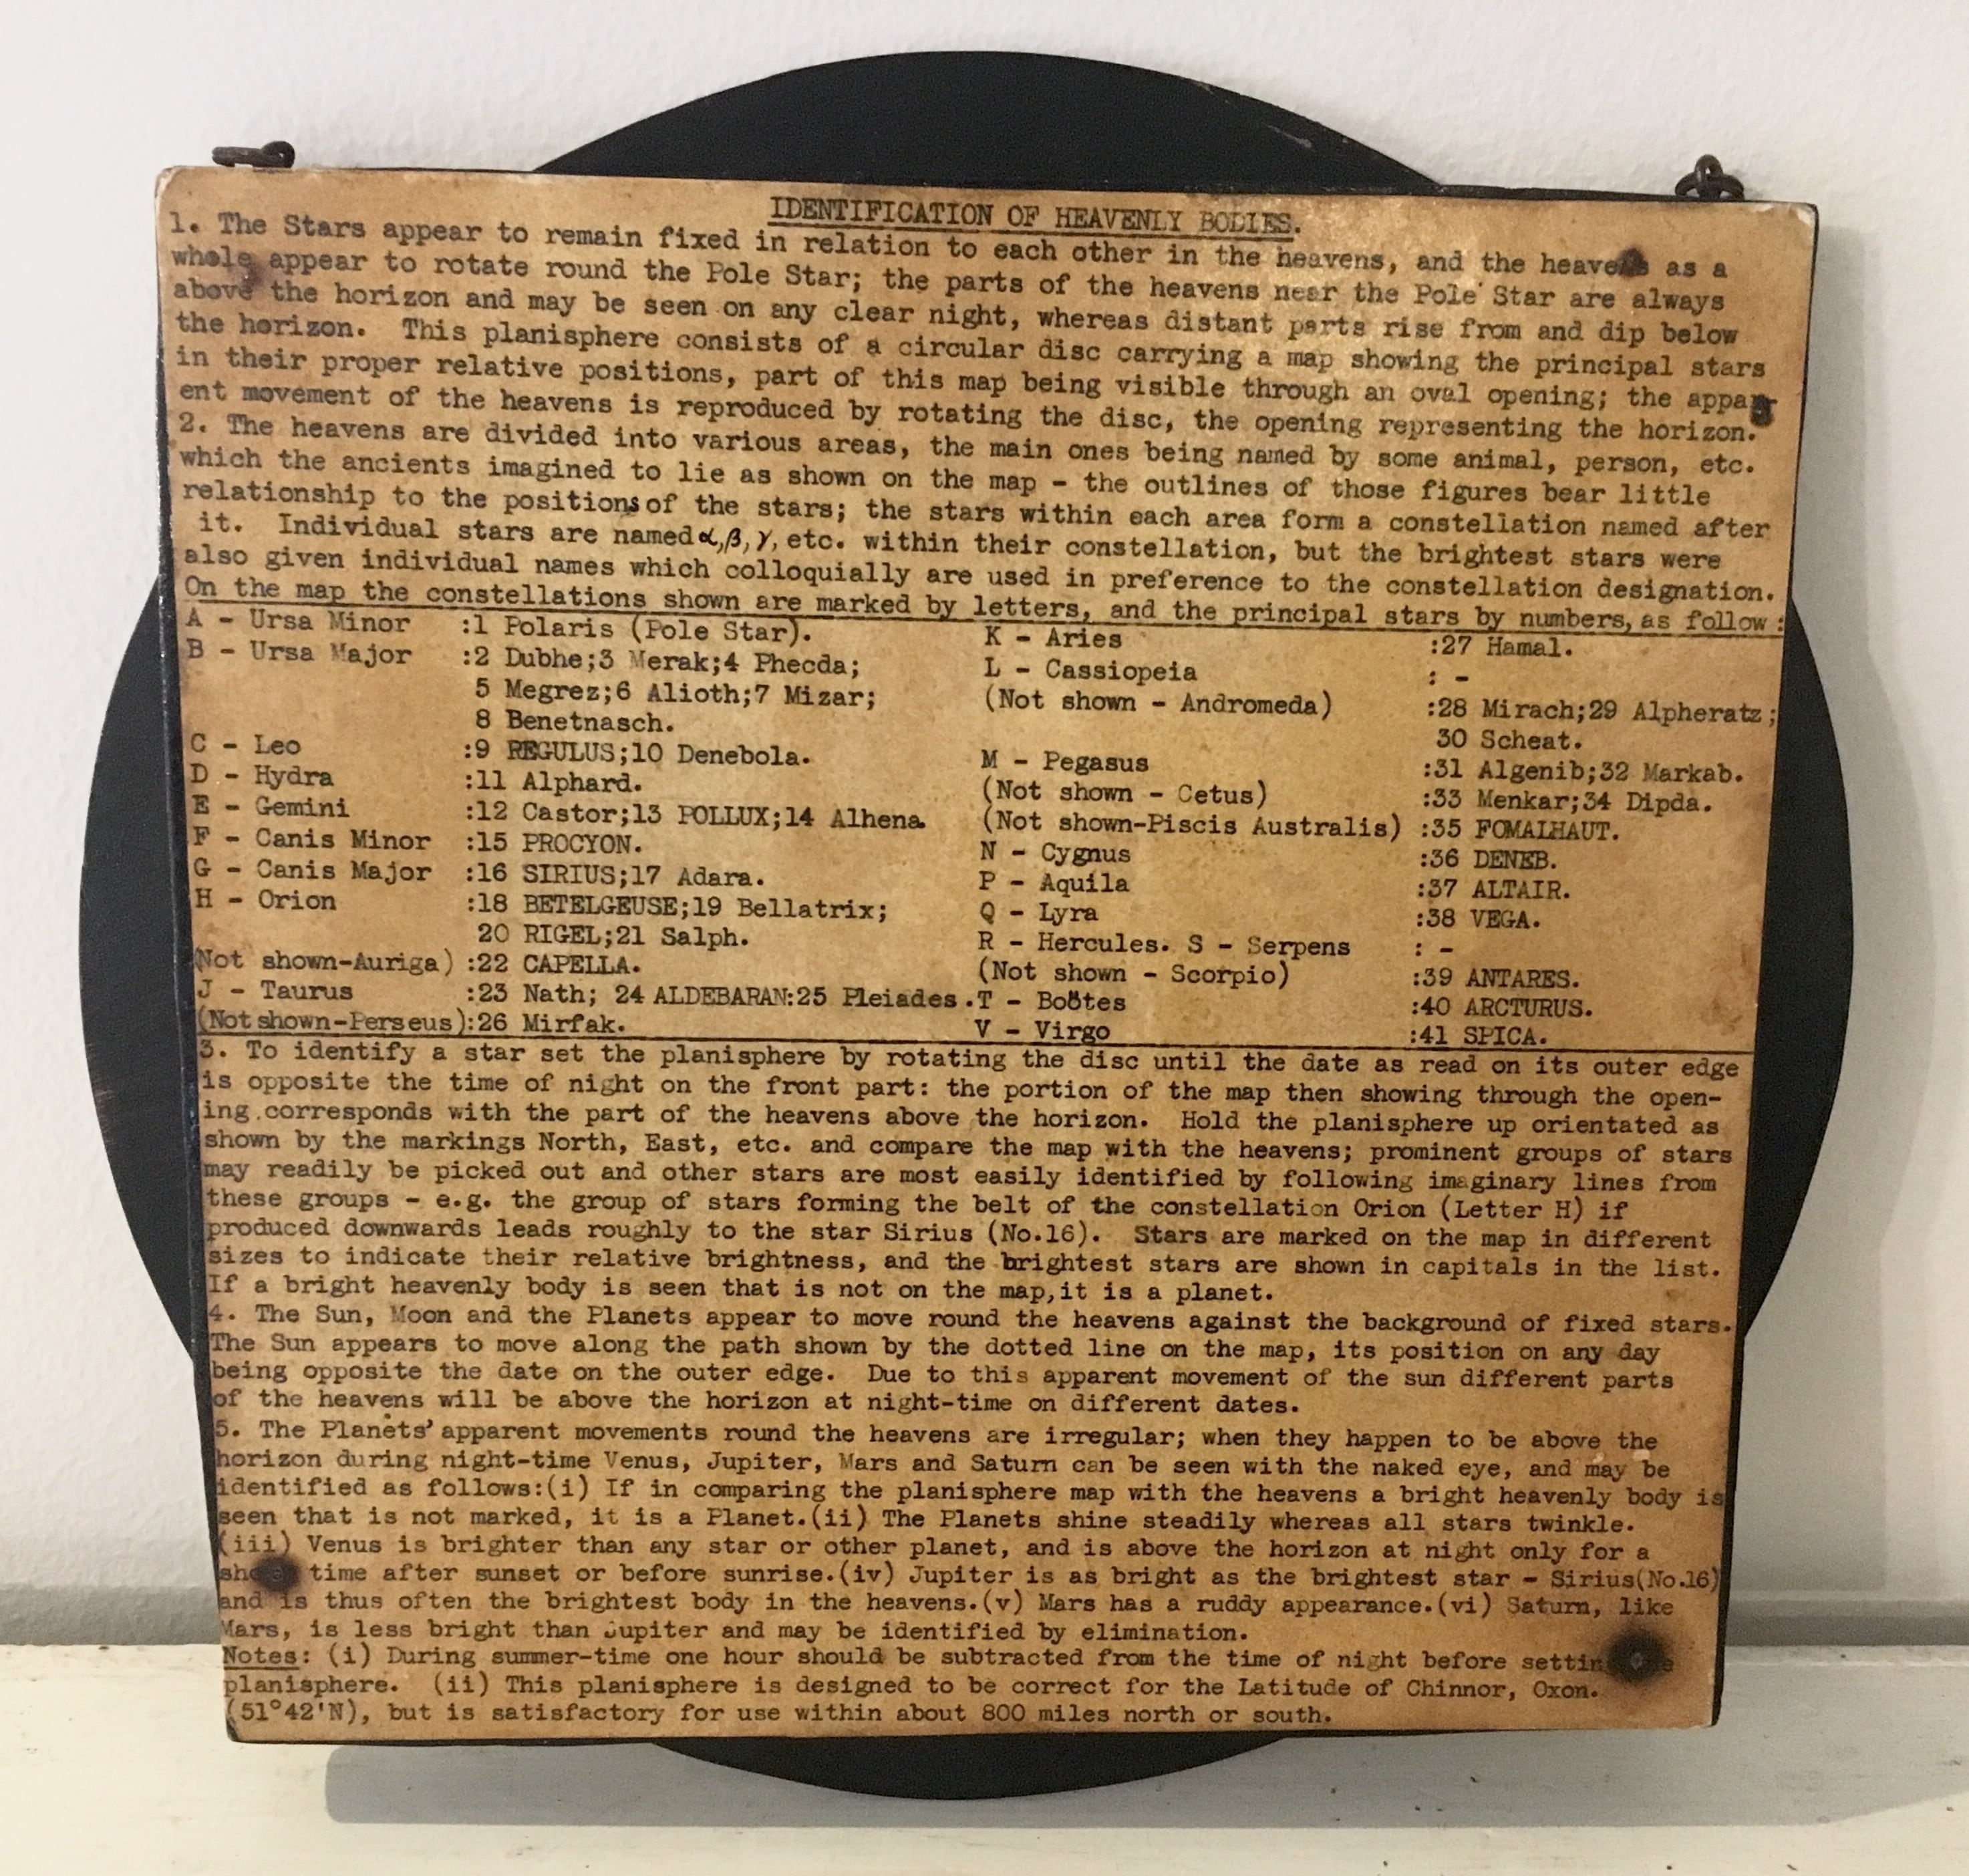 IDENTIFICATION OF HEAVENLY BODIES.
1. The Stars appear to remain fixed in relation to each other in the heavens, and the heavens as a
whole appear to rotate round the Pole Star; the parts of the heavens near the Pole Star are always
above the horizon and may be seen on any clear night, whereas distant parts rise from and dip below
the horizon. This planisphere consists of a circular disc carrying a map showing the principal stars
in their proper relative positions, part of this map being visible through an oval opening; the appar-
ent movement of the heavens is reproduced by rotating the disc, the opening representing the horizon.
2. The heavens are divided into various areas, the main ones being named by some animal, person, etc.
which the ancients imagined to lie as shown on the map - the outlines of those figures bear little
relationship to the positions of the stars; the stars within each area form a constellation named after
it. Individual stars are named α,β,γ, etc. within their constellation, but the brightest stars were
also given individual names which colloquially are used in preference to the constellation designation.
On the map the constellations shown are marked by letters, and the principal stars by numbers, as follow:
A - Ursa Minor :1 Polaris (Pole Star).
B - Ursa Major :2 Dubhe;3 Merak;4 Phecda;
5 Megrez;6 Alioth;7 Mizar;
8 Benetnasch.
C - Leo :9 REGULUS;10 Denebola.
D - Hydra :11 Alphard.
E - Gemini :12 Castor;13 POLLUX;14 Alhena.
F - Canis Minor :15 PROCYON.
G - Canis Major :16 SIRIUS;17 Adara.
H - Orion :18 BETELGEUSE;19 Bellatrix;
20 RIGEL;21 Salph.
(Not shown-Auriga) :22 CAPELLA.
J - Taurus :23 Nath; 24 ALDEBARAN:25 Pleiades.
(Not shown-Perseus):26 Mirfak.
K - Aries :27 Hamal.
L - Cassiopeia : -
(Not shown - Andromeda) :28 Mirach;29 Alpheratz;
30 Scheat.
M - Pegasus :31 Algenib;32 Markab.
(Not shown - Cetus) :33 Menkar;34 Dipda.
(Not shown-Piscis Australis) :35 FOMALHAUT.
N - Cygnus :36 DENEB.
P - Aquila :37 ALTAIR.
Q - Lyra :38 VEGA.
R - Hercules. S - Serpens : -
(Not shown - Scorpio) :39 ANTARES.
T - Boötes :40 ARCTURUS.
V - Virgo :41 SPICA.
3. To identify a star set the planisphere by rotating the disc until the date as read on its outer edge
is opposite the time of night on the front part: the portion of the map then showing through the open-
ing corresponds with the part of the heavens above the horizon. Hold the planisphere up orientated as
shown by the markings North, East, etc. and compare the map with the heavens; prominent groups of stars
may readily be picked out and other stars are most easily identified by following imaginary lines from
these groups - e.g. the group of stars forming the belt of the constellation Orion (Letter H) if
produced downwards leads roughly to the star Sirius (No.16). Stars are marked on the map in different
sizes to indicate their relative brightness, and the brightest stars are shown in capitals in the list.
If a bright heavenly body is seen that is not on the map, it is a planet.
4. The Sun, Moon and the Planets appear to move round the heavens against the background of fixed stars.
The Sun appears to move along the path shown by the dotted line on the map, its position on any day
being opposite the date on the outer edge. Due to this apparent movement of the sun different parts
of the heavens will be above the horizon at night-time on different dates.
5. The Planets' apparent movements round the heavens are irregular; when they happen to be above the
horizon during night-time Venus, Jupiter, Mars and Saturn can be seen with the naked eye, and may be
identified as follows:(i) If in comparing the planisphere map with the heavens a bright heavenly body is
seen that is not marked, it is a Planet.(ii) The Planets shine steadily whereas all stars twinkle.
(iii) Venus is brighter than any star or other planet, and is above the horizon at night only for a
short time after sunset or before sunrise.(iv) Jupiter is as bright as the brightest star - Sirius(No.16)
and is thus often the brightest body in the heavens.(v) Mars has a ruddy appearance.(vi) Saturn, like
Mars, is less bright than Jupiter and may be identified by elimination.
Notes: (i) During summer-time one hour should be subtracted from the time of night before setting the
planisphere. (ii) This planisphere is designed to be correct for the Latitude of Chinnor, Oxon.
(51°42'N), but is satisfactory for use within about 800 miles north or south.